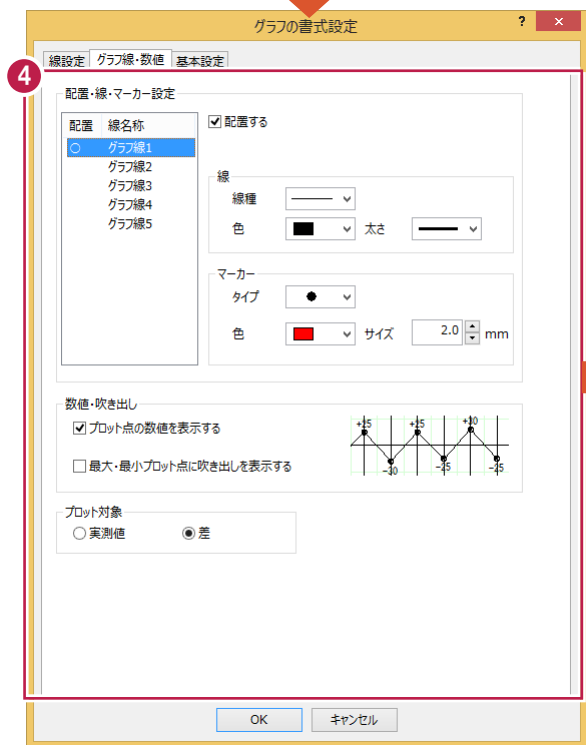 グラフの書式設定
? ×
線設定 グラフ線・数値 基本設定
4
配置・線・マーカー設定
配置 線名称
○ グラフ線1
グラフ線2
グラフ線3
グラフ線4
グラフ線5
配置する
線
線種
色 太さ
マーカー
タイプ
色 サイズ 2.0 mm
数値・吹き出し
プロット点の数値を表示する
最大・最小プロット点に吹き出しを表示する
+25 +25 +30
-30 -25 -25
プロット対象
実測値 差
OK キャンセル